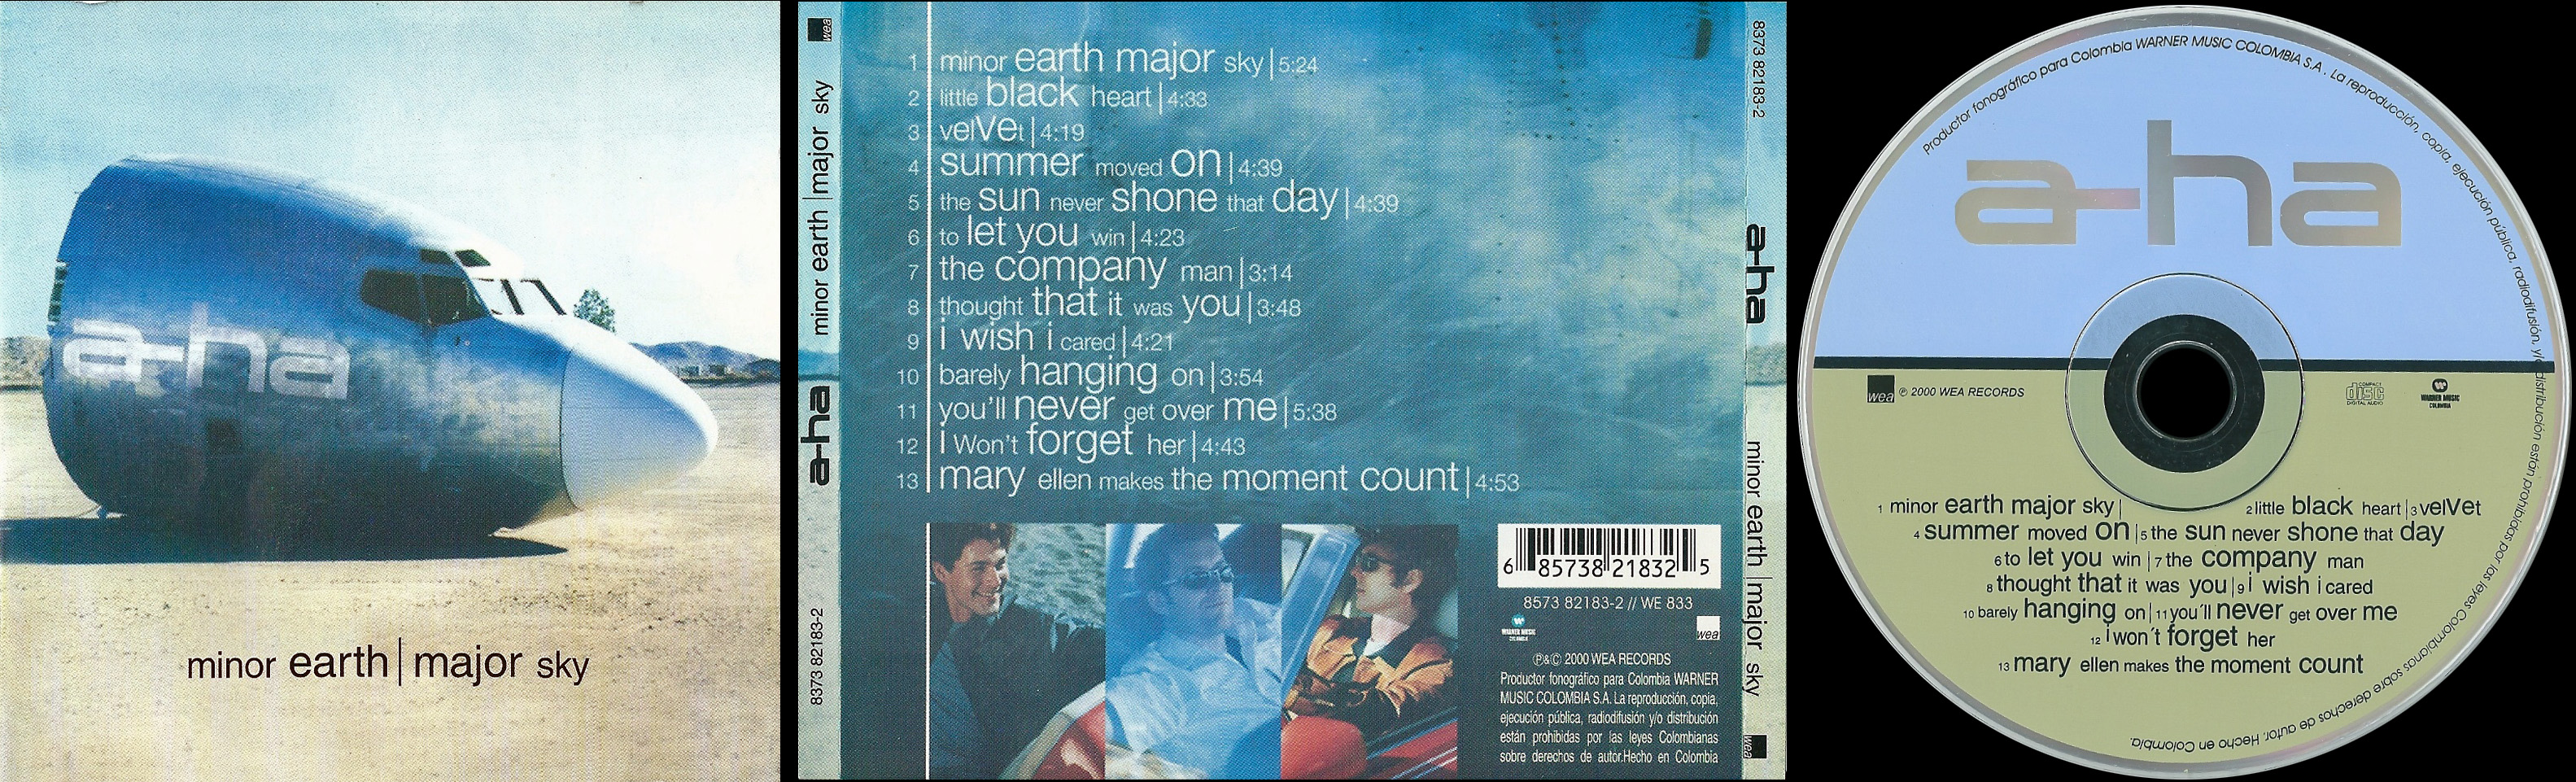 a-ha
minor earth | major sky
wea
minor earth | major sky
a-ha
8373 82183-2
1 minor earth major sky | 5:24
2 little black heart | 4:33
3 velVet | 4:19
4 summer moved on | 4:39
5 the sun never shone that day | 4:39
6 to let you win | 4:23
7 the company man | 3:14
8 thought that it was you | 3:48
9 i wish i cared | 4:21
10 barely hanging on | 3:54
11 you'll never get over me | 5:38
12 i Won't forget her | 4:43
13 mary ellen makes the moment count | 4:53
6 85738 21832 5
8573 82183-2 // WE 833
WARNER MUSIC
COLOMBIA
wea
℗&© 2000 WEA RECORDS
Productor fonográfico para Colombia WARNER
MUSIC COLOMBIA S.A. La reproducción, copia,
ejecución pública, radiodifusión y/o distribución
están prohibidas por las leyes Colombianas
sobre derechos de autor.Hecho en Colombia
8373 82183-2
a-ha
minor earth | major sky
wea
Productor fonográfico para Colombia WARNER MUSIC COLOMBIA S.A. La reproducción, copia, ejecución pública, radiodifusión, y/o distribución están prohibidas por las leyes Colombianas sobre derechos de autor. Hecho en Colombia.
a-ha
wea ℗ 2000 WEA RECORDS
COMPACT
disc
DIGITAL AUDIO
WARNER MUSIC
COLOMBIA
1 minor earth major sky | 2 little black heart | 3 velVet
4 summer moved on | 5 the sun never shone that day
6 to let you win | 7 the company man
8 thought that it was you | 9 i wish i cared
10 barely hanging on | 11 you´ll never get over me
12 i won´t forget her
13 mary ellen makes the moment count